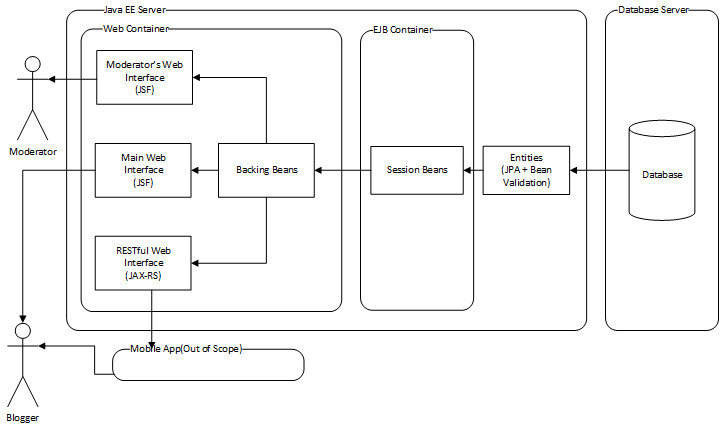 Java EE Server
Database Server
Web Container
EJB Container
Moderator's Web
Interface
(JSF)
Moderator
Main Web
Interface
(JSF)
Backing Beans
Session Beans
Entities
(JPA + Bean
Validation)
Database
RESTful Web
Interface
(JAX-RS)
Mobile App(Out of Scope)
Blogger